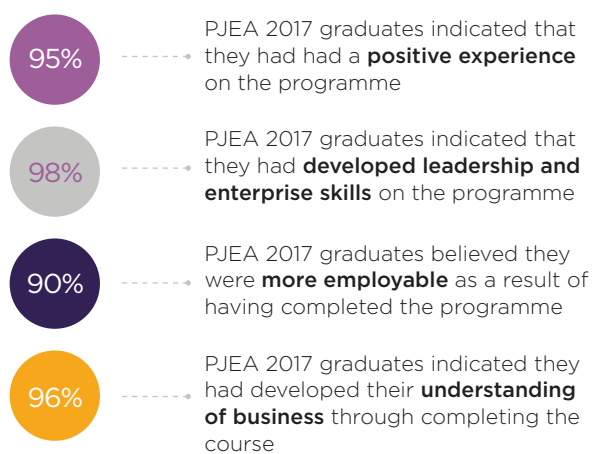 95%
PJEA 2017 graduates indicated that
they had had a positive experience
on the programme
98%
PJEA 2017 graduates indicated that
they had developed leadership and
enterprise skills on the programme
90%
PJEA 2017 graduates believed they
were more employable as a result of
having completed the programme
96%
PJEA 2017 graduates indicated they
had developed their understanding
of business through completing the
course